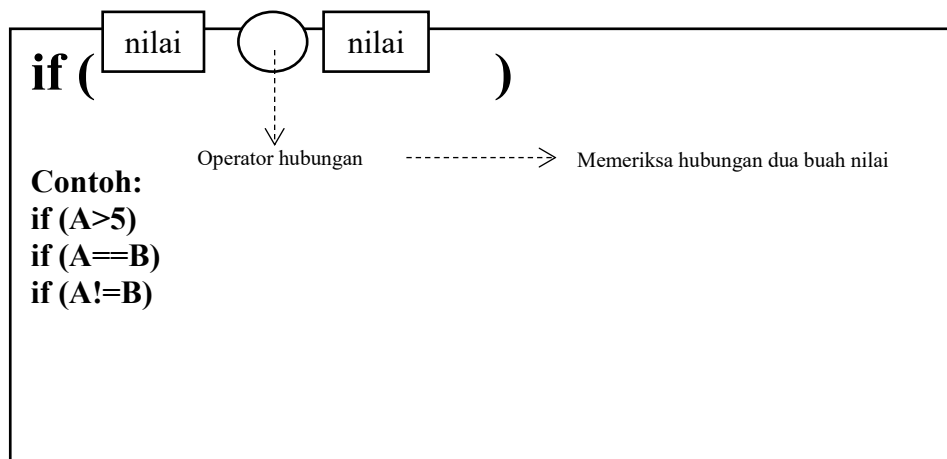 nilai nilai
if ( )
Operator hubungan Memeriksa hubungan dua buah nilai
Contoh:
if (A>5)
if (A==B)
if (A!=B)